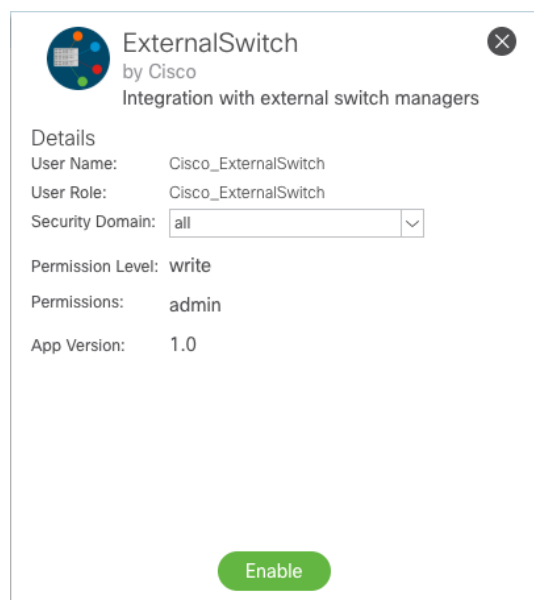 ExternalSwitch
by Cisco
Integration with external switch managers
Details
User Name: Cisco_ExternalSwitch
User Role: Cisco_ExternalSwitch
Security Domain: all
Permission Level: write
Permissions: admin
App Version: 1.0
Enable